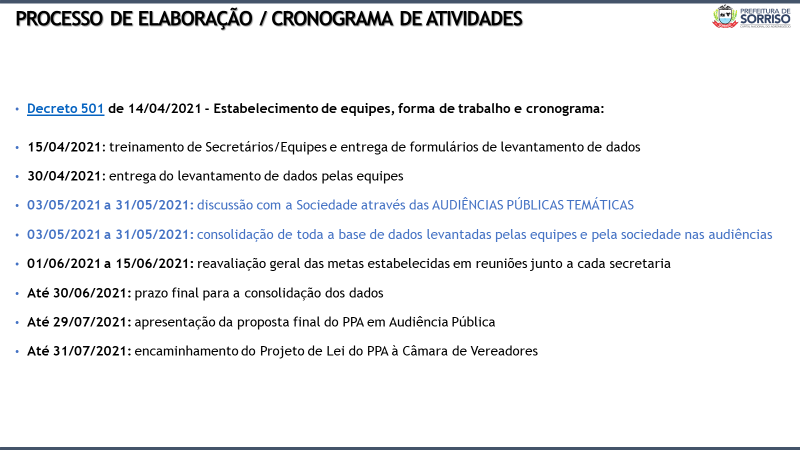 PROCESSO DE ELABORAÇÃO / CRONOGRAMA DE ATIVIDADES
PREFEITURA DE
SORRISO
• Decreto 501 de 14/04/2021 - Estabelecimento de equipes, forma de trabalho e cronograma:
• 15/04/2021: treinamento de Secretários/Equipes e entrega de formulários de levantamento de dados
• 30/04/2021: entrega do levantamento de dados pelas equipes
• 03/05/2021 a 31/05/2021: discussão com a Sociedade através das AUDIÊNCIAS PÚBLICAS TEMÁTICAS
• 03/05/2021 a 31/05/2021: consolidação de toda a base de dados levantadas pelas equipes e pela sociedade nas audiências
• 01/06/2021 a 15/06/2021: reavaliação geral das metas estabelecidas em reuniões junto a cada secretaria
• Até 30/06/2021: prazo final para a consolidação dos dados
• Até 29/07/2021: apresentação da proposta final do PPA em Audiência Pública
• Até 31/07/2021: encaminhamento do Projeto de Lei do PPA à Câmara de Vereadores